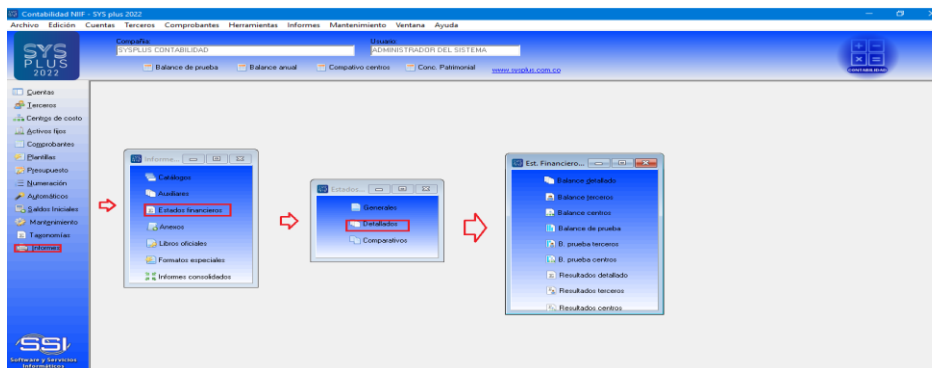 Contabilidad NIIF - SYS plus 2022
Archivo Edición Cuentas Terceros Comprobantes Herramientas Informes Mantenimiento Ventana Ayuda
SYS
PLUS
2022
Compañía:
SYSPLUS CONTABILIDAD
Usuario:
ADMINISTRADOR DEL SISTEMA
Balance de prueba Balance anual Compativo centros Conc. Patrimonial www.sysplus.com.co
CONTABILIDAD
Cuentas
Terceros
Centros de costo
Activos fijos
Comprobantes
Plantillas
Presupuesto
Numeración
Automáticos
Saldos Iniciales
Mantenimiento
Taxonomías
Informes
SSI
Software y Servicios
Informáticos
Informe...
Catálogos
Auxiliares
Estados financieros
Anexos
Libros oficiales
Formatos especiales
Informes consolidados
Estados...
Generales
Detallados
Comparativos
Est. Financiero...
Balance detallado
Balance terceros
Balance centros
Balance de prueba
B. prueba terceros
B. prueba centros
Resultados detallado
Resultados terceros
Resultados centros